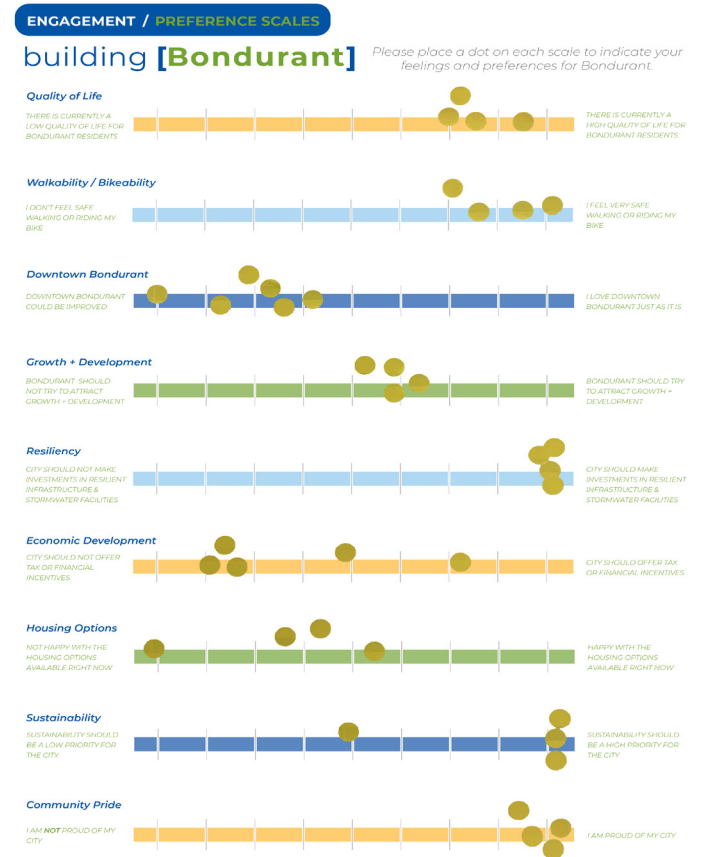 ENGAGEMENT / PREFERENCE SCALES
building [Bondurant]
Please place a dot on each scale to indicate your
feelings and preferences for Bondurant.
Quality of Life
THERE IS CURRENTLY A
LOW QUALITY OF LIFE FOR
BONDURANT RESIDENTS
THERE IS CURRENTLY A
HIGH QUALITY OF LIFE FOR
BONDURANT RESIDENTS
Walkability / Bikeability
I DON'T FEEL SAFE
WALKING OR RIDING MY
BIKE
I FEEL VERY SAFE
WALKING OR RIDING MY
BIKE
Downtown Bondurant
DOWNTOWN BONDURANT
COULD BE IMPROVED
I LOVE DOWNTOWN
BONDURANT JUST AS IT IS
Growth + Development
BONDURANT SHOULD
NOT TRY TO ATTRACT
GROWTH + DEVELOPMENT
BONDURANT SHOULD TRY
TO ATTRACT GROWTH +
DEVELOPMENT
Resiliency
CITY SHOULD NOT MAKE
INVESTMENTS IN RESILIENT
INFRASTRUCTURE &
STORMWATER FACILITIES
CITY SHOULD MAKE
INVESTMENTS IN RESILIENT
INFRASTRUCTURE &
STORMWATER FACILITIES
Economic Development
CITY SHOULD NOT OFFER
TAX OR FINANCIAL
INCENTIVES
CITY SHOULD OFFER TAX
OR FINANCIAL INCENTIVES
Housing Options
NOT HAPPY WITH THE
HOUSING OPTIONS
AVAILABLE RIGHT NOW
HAPPY WITH THE
HOUSING OPTIONS
AVAILABLE RIGHT NOW
Sustainability
SUSTAINABILITY SHOULD
BE A LOW PRIORITY FOR
THE CITY
SUSTAINABILITY SHOULD
BE A HIGH PRIORITY FOR
THE CITY
Community Pride
I AM NOT PROUD OF MY
CITY
I AM PROUD OF MY CITY